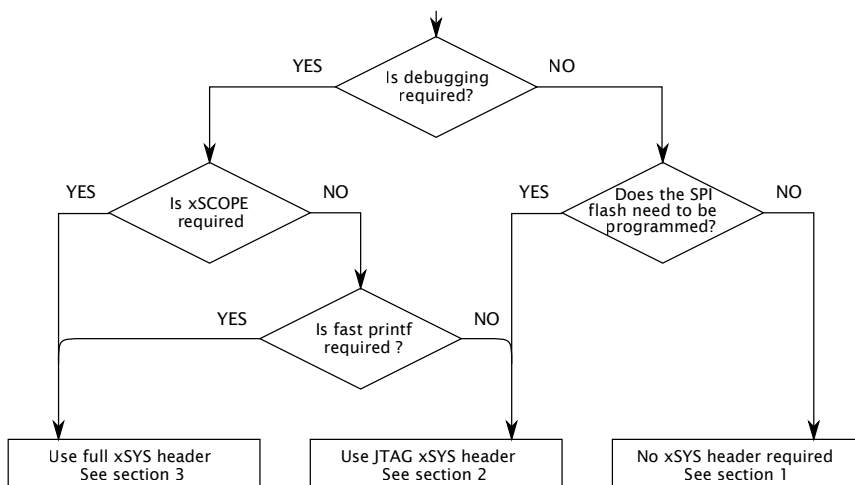 YES
Is debugging
required?
NO
YES
Is xSCOPE
required
NO
YES
Does the SPI
flash need to be
programmed?
NO
YES
Is fast printf
required ?
NO
Use full xSYS header
See section 3
Use JTAG xSYS header
See section 2
No xSYS header required
See section 1